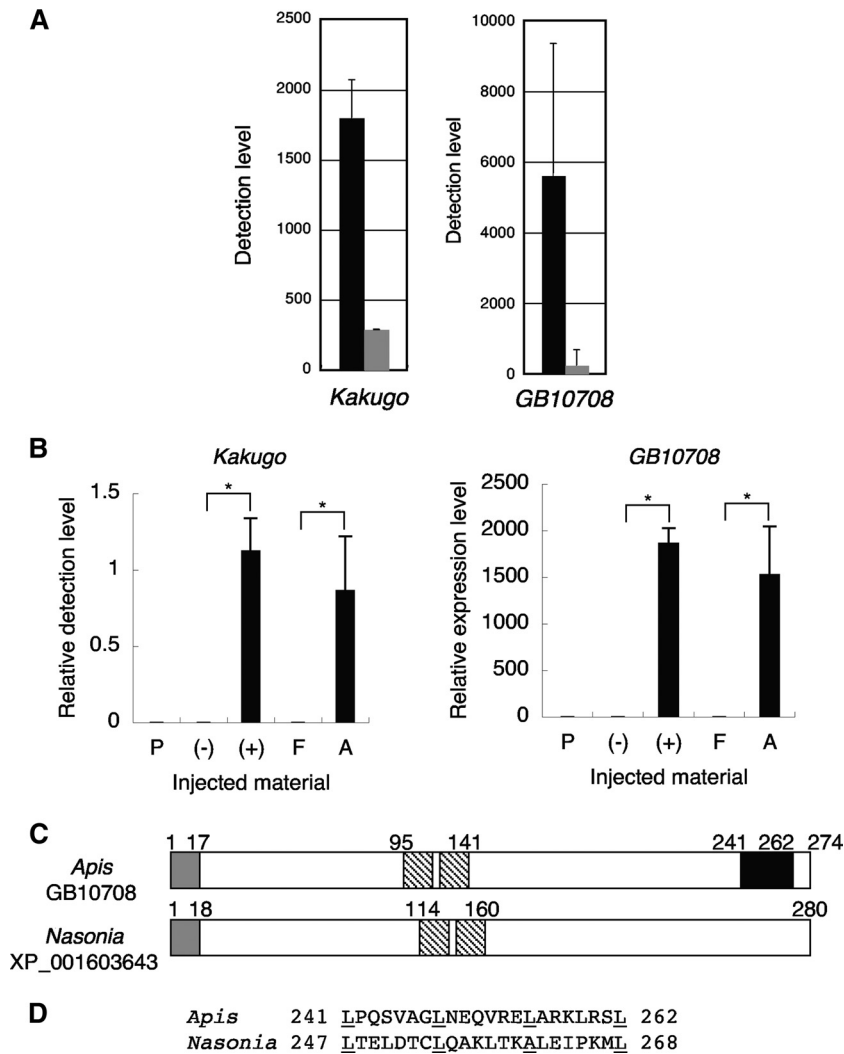 A
2500
2000
1500
1000
500
0
Detection level
Kakugo
10000
8000
6000
4000
2000
0
Detection level
GB10708
B
Kakugo
1.5
1
0.5
0
Relative detection level
* *
P (-) (+) F A
Injected material
GB10708
2500
2000
1500
1000
500
0
Relative expression level
* *
P (-) (+) F A
Injected material
C
1 17 95 141 241 262 274
Apis
GB10708
1 18 114 160 280
Nasonia
XP_001603643
D
Apis 241 LPQSVAGLNEQVRELARKLRSL 262
Nasonia 247 LTELDTCLQAKLTKALEIPKML 268